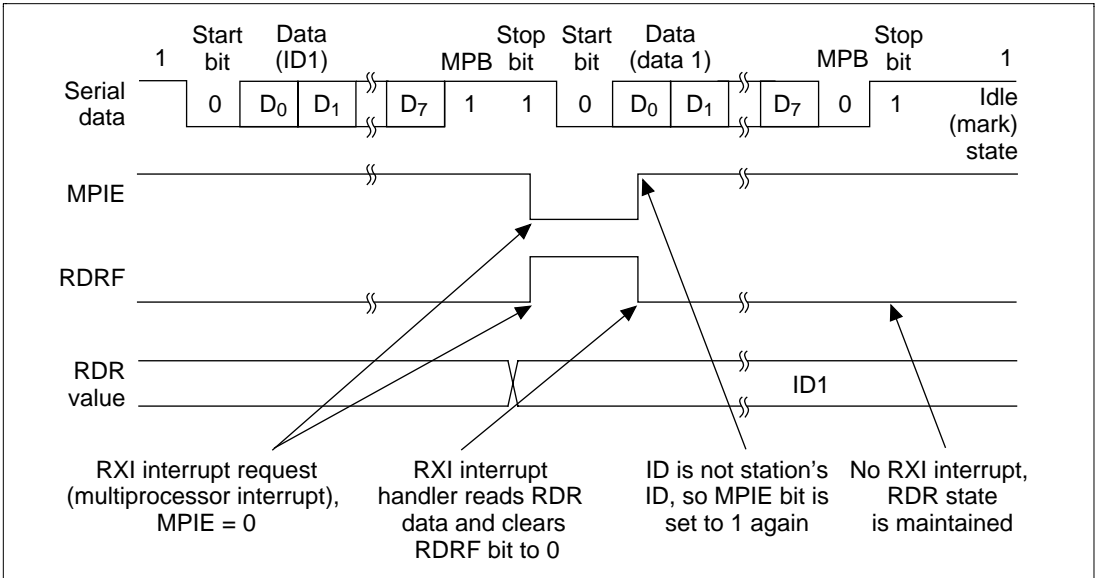 Start Data Stop Start Data Stop
1 bit (ID1) MPB bit bit (data 1) MPB bit 1
Serial data 0 D0 D1 D7 1 1 0 D0 D1 D7 0 1 Idle (mark) state
MPIE
RDRF
RDR
value ID1
RXI interrupt request
(multiprocessor interrupt),
MPIE = 0
RXI interrupt
handler reads RDR
data and clears
RDRF bit to 0
ID is not station's
ID, so MPIE bit is
set to 1 again
No RXI interrupt,
RDR state
is maintained